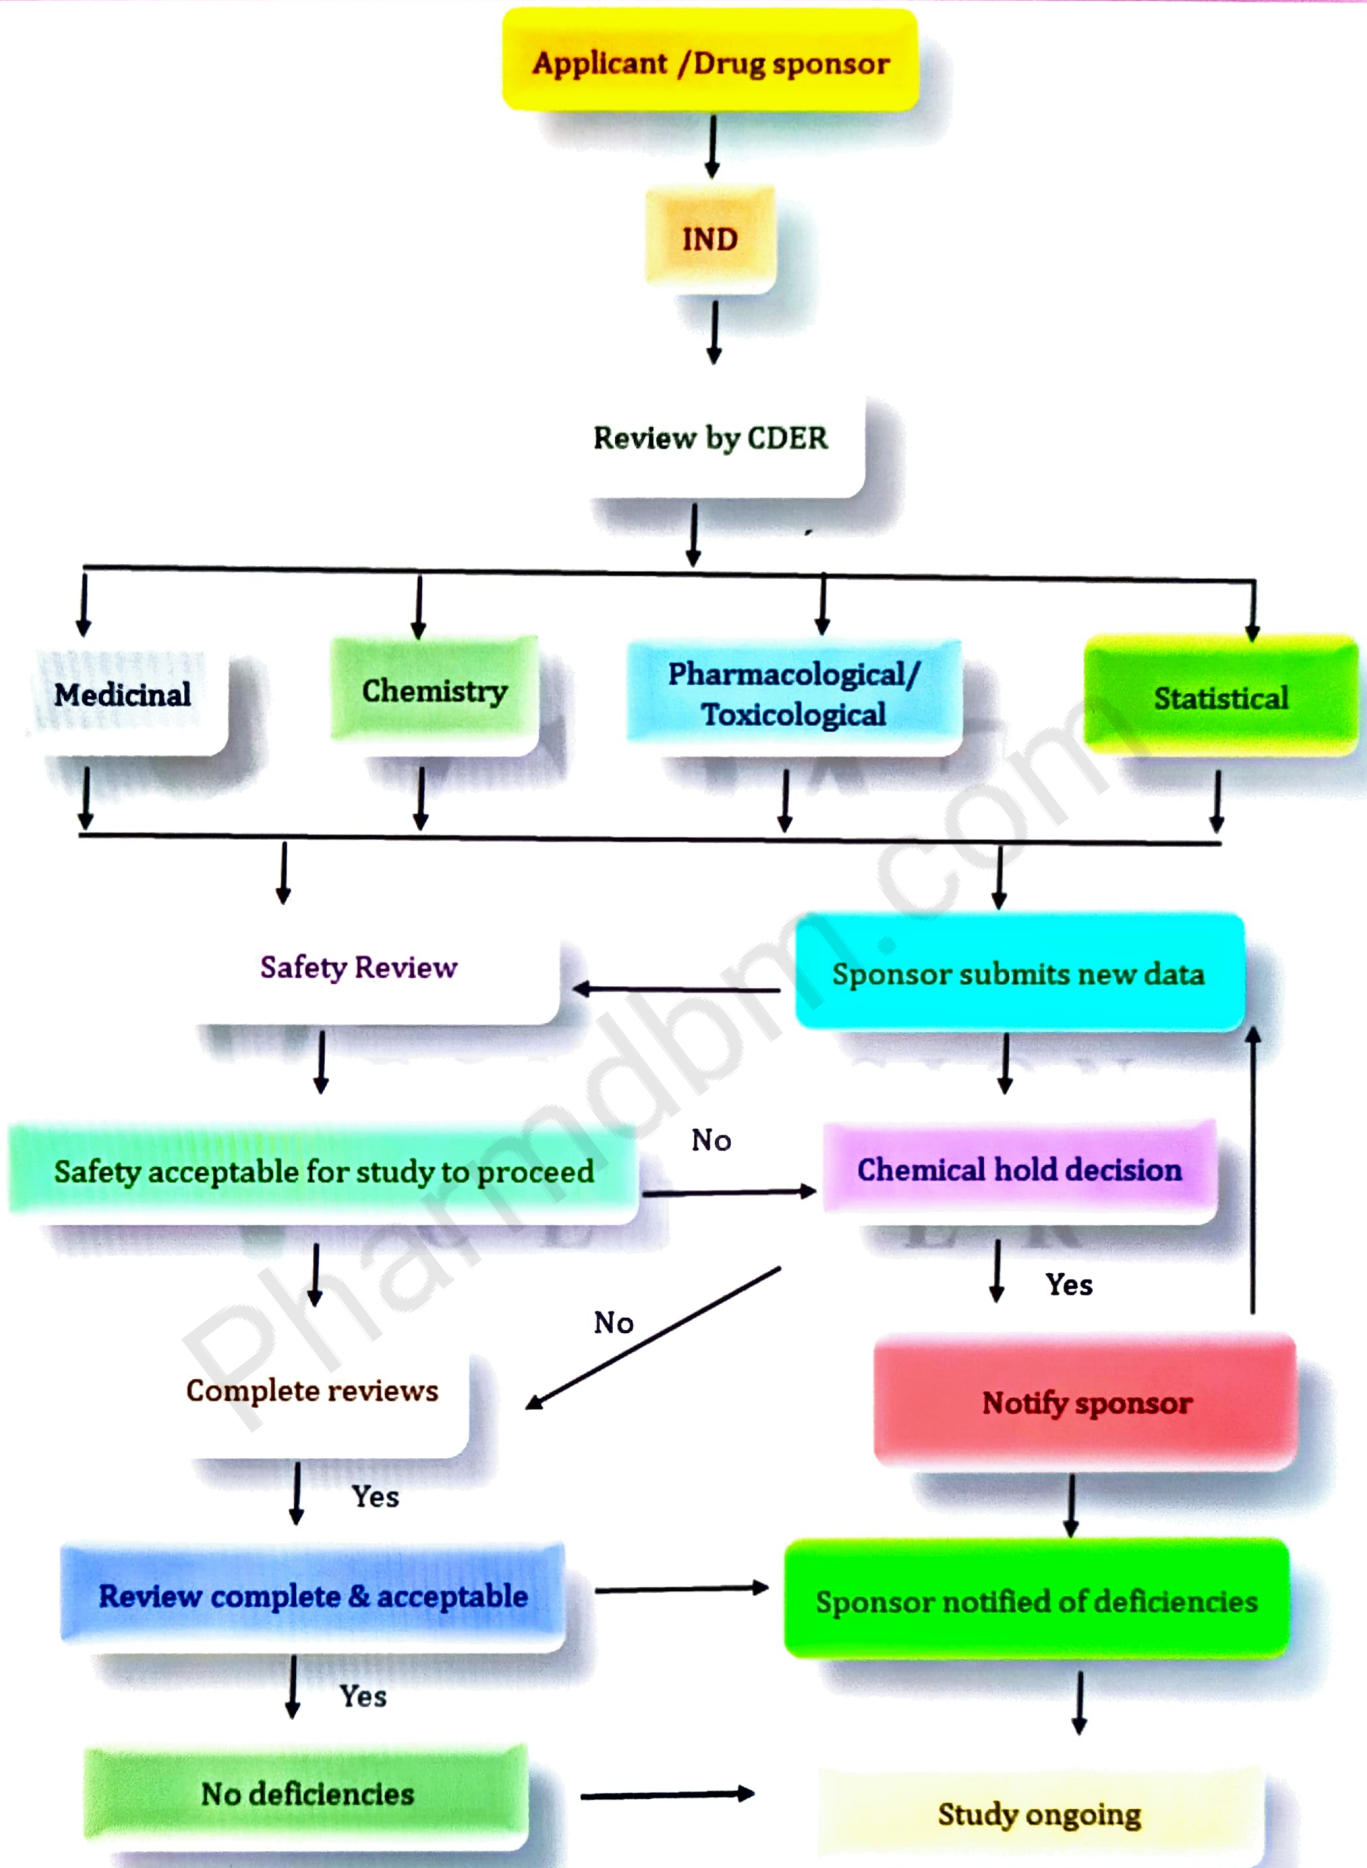 Applicant /Drug sponsor
IND
Review by CDER
Medicinal
Chemistry
Pharmacological/
Toxicological
Statistical
Safety Review
Sponsor submits new data
Safety acceptable for study to proceed
No
Chemical hold decision
Yes
No
Complete reviews
Notify sponsor
Yes
Review complete & acceptable
Sponsor notified of deficiencies
Yes
No deficiencies
Study ongoing
Pharmdbm.com